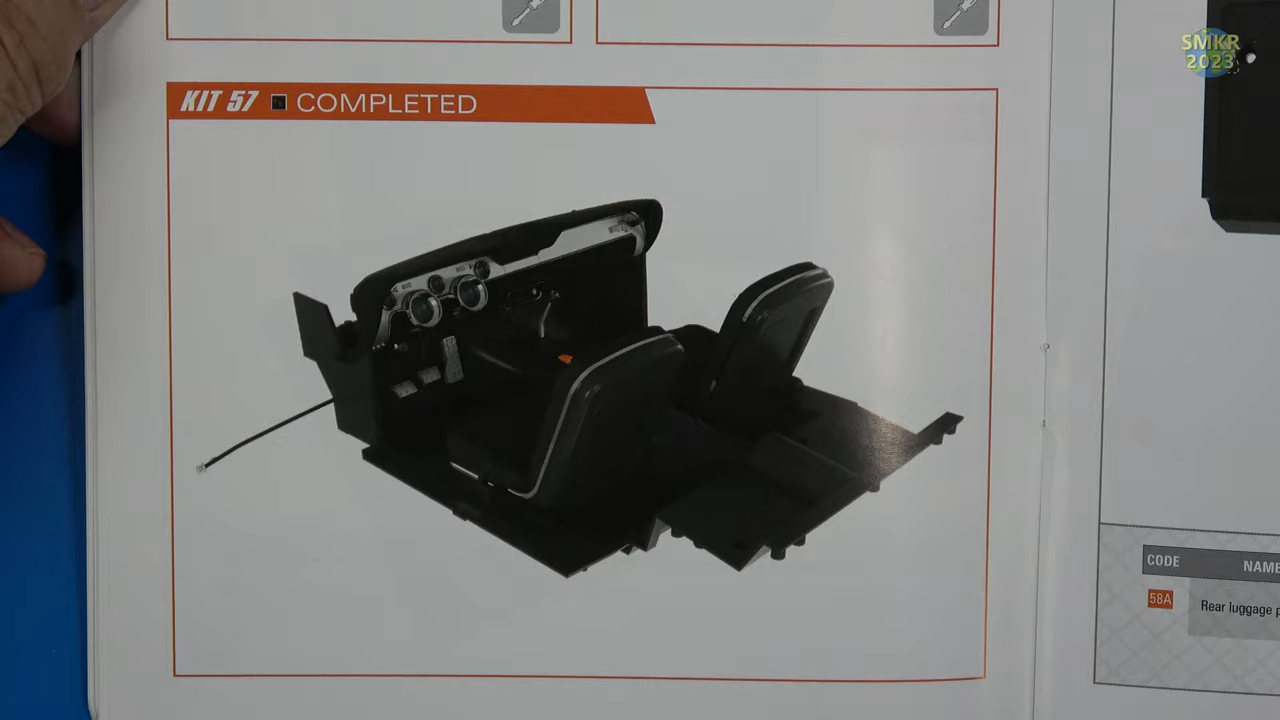 SMKR
2023
KIT 57 COMPLETED
CODE NAME
58A Rear luggage p